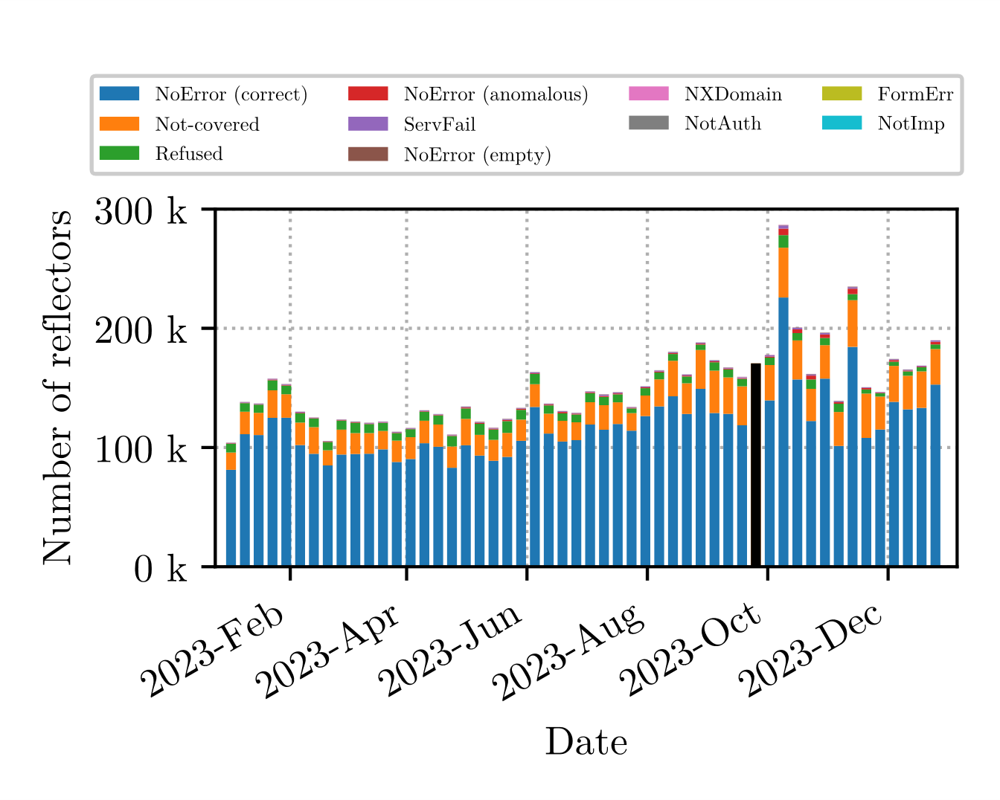 NoError (correct) NoError (anomalous) NXDomain FormErr
Not-covered ServFail NotAuth NotImp
Refused NoError (empty)
300 k
200 k
100 k
0 k
Number of reflectors
2023-Feb 2023-Apr 2023-Jun 2023-Aug 2023-Oct 2023-Dec
Date